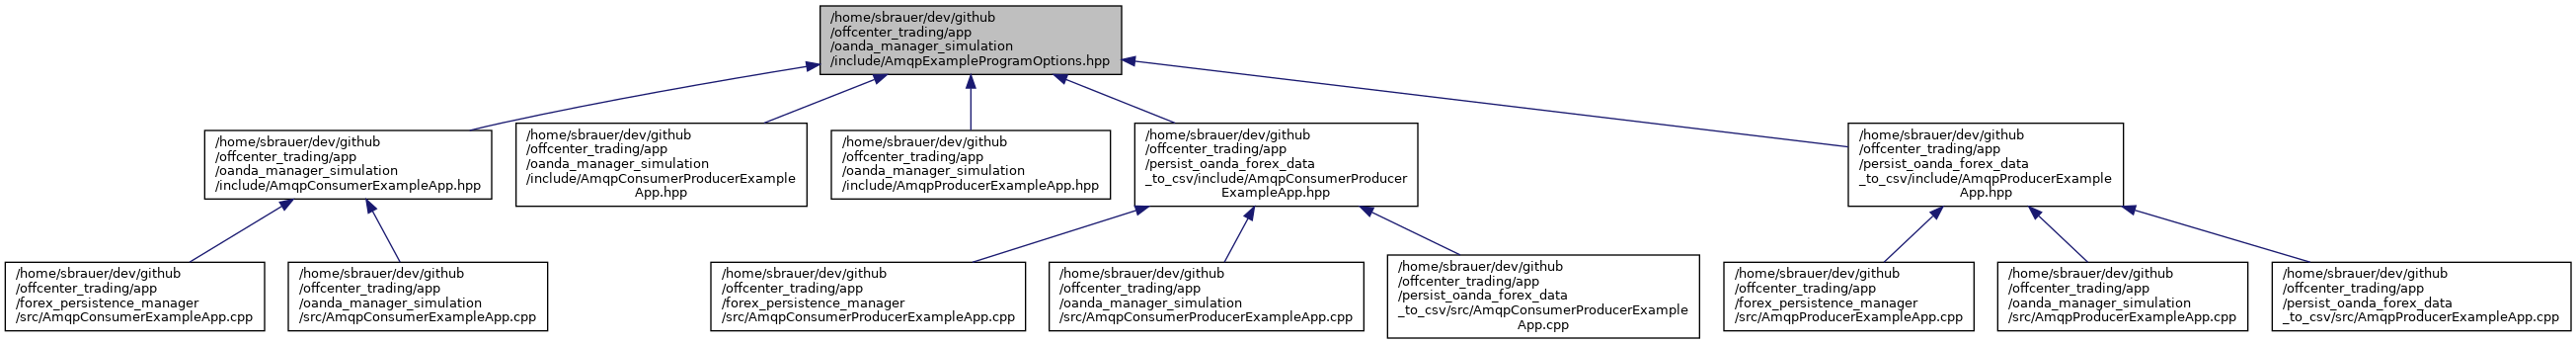 /home/sbrauer/dev/github
/offcenter_trading/app
/oanda_manager_simulation
/include/AmqpExampleProgramOptions.hpp
/home/sbrauer/dev/github
/offcenter_trading/app
/oanda_manager_simulation
/include/AmqpConsumerExampleApp.hpp
/home/sbrauer/dev/github
/offcenter_trading/app
/oanda_manager_simulation
/include/AmqpConsumerProducerExample
App.hpp
/home/sbrauer/dev/github
/offcenter_trading/app
/oanda_manager_simulation
/include/AmqpProducerExampleApp.hpp
/home/sbrauer/dev/github
/offcenter_trading/app
/persist_oanda_forex_data
_to_csv/include/AmqpConsumerProducer
ExampleApp.hpp
/home/sbrauer/dev/github
/offcenter_trading/app
/persist_oanda_forex_data
_to_csv/include/AmqpProducerExample
App.hpp
/home/sbrauer/dev/github
/offcenter_trading/app
/forex_persistence_manager
/src/AmqpConsumerExampleApp.cpp
/home/sbrauer/dev/github
/offcenter_trading/app
/oanda_manager_simulation
/src/AmqpConsumerExampleApp.cpp
/home/sbrauer/dev/github
/offcenter_trading/app
/forex_persistence_manager
/src/AmqpConsumerProducerExampleApp.cpp
/home/sbrauer/dev/github
/offcenter_trading/app
/oanda_manager_simulation
/src/AmqpConsumerProducerExampleApp.cpp
/home/sbrauer/dev/github
/offcenter_trading/app
/persist_oanda_forex_data
_to_csv/src/AmqpConsumerProducerExample
App.cpp
/home/sbrauer/dev/github
/offcenter_trading/app
/forex_persistence_manager
/src/AmqpProducerExampleApp.cpp
/home/sbrauer/dev/github
/offcenter_trading/app
/oanda_manager_simulation
/src/AmqpProducerExampleApp.cpp
/home/sbrauer/dev/github
/offcenter_trading/app
/persist_oanda_forex_data
_to_csv/src/AmqpProducerExampleApp.cpp